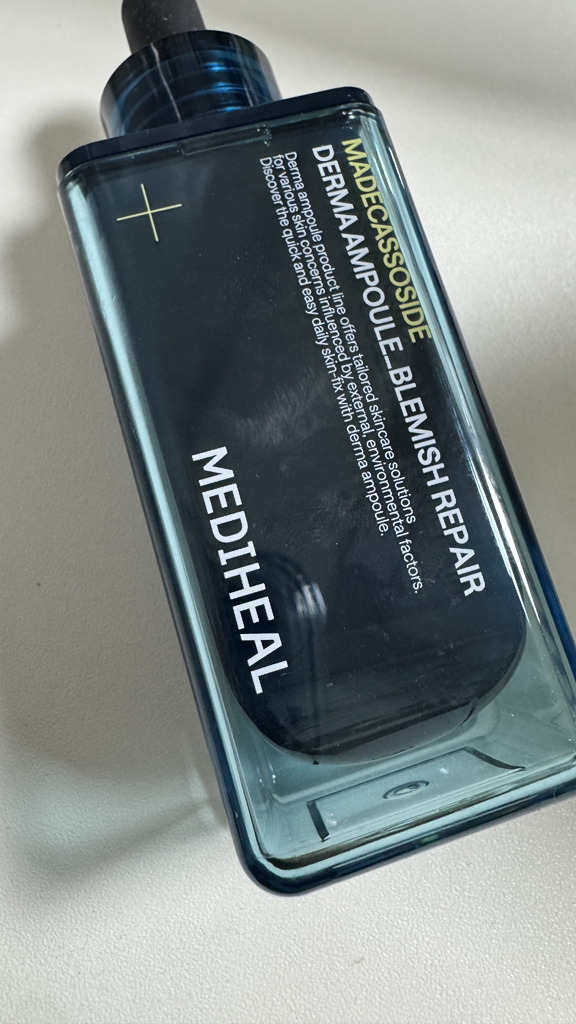 MADECASSOSIDE
DERMA AMPOULE_BLEMISH REPAIR
Derma ampoule product line offers tailored skincare solutions
for various skin concerns influenced by external, environmental factors.
Discover the quick and easy daily skin-fix with derma ampoule.
MEDIHEAL